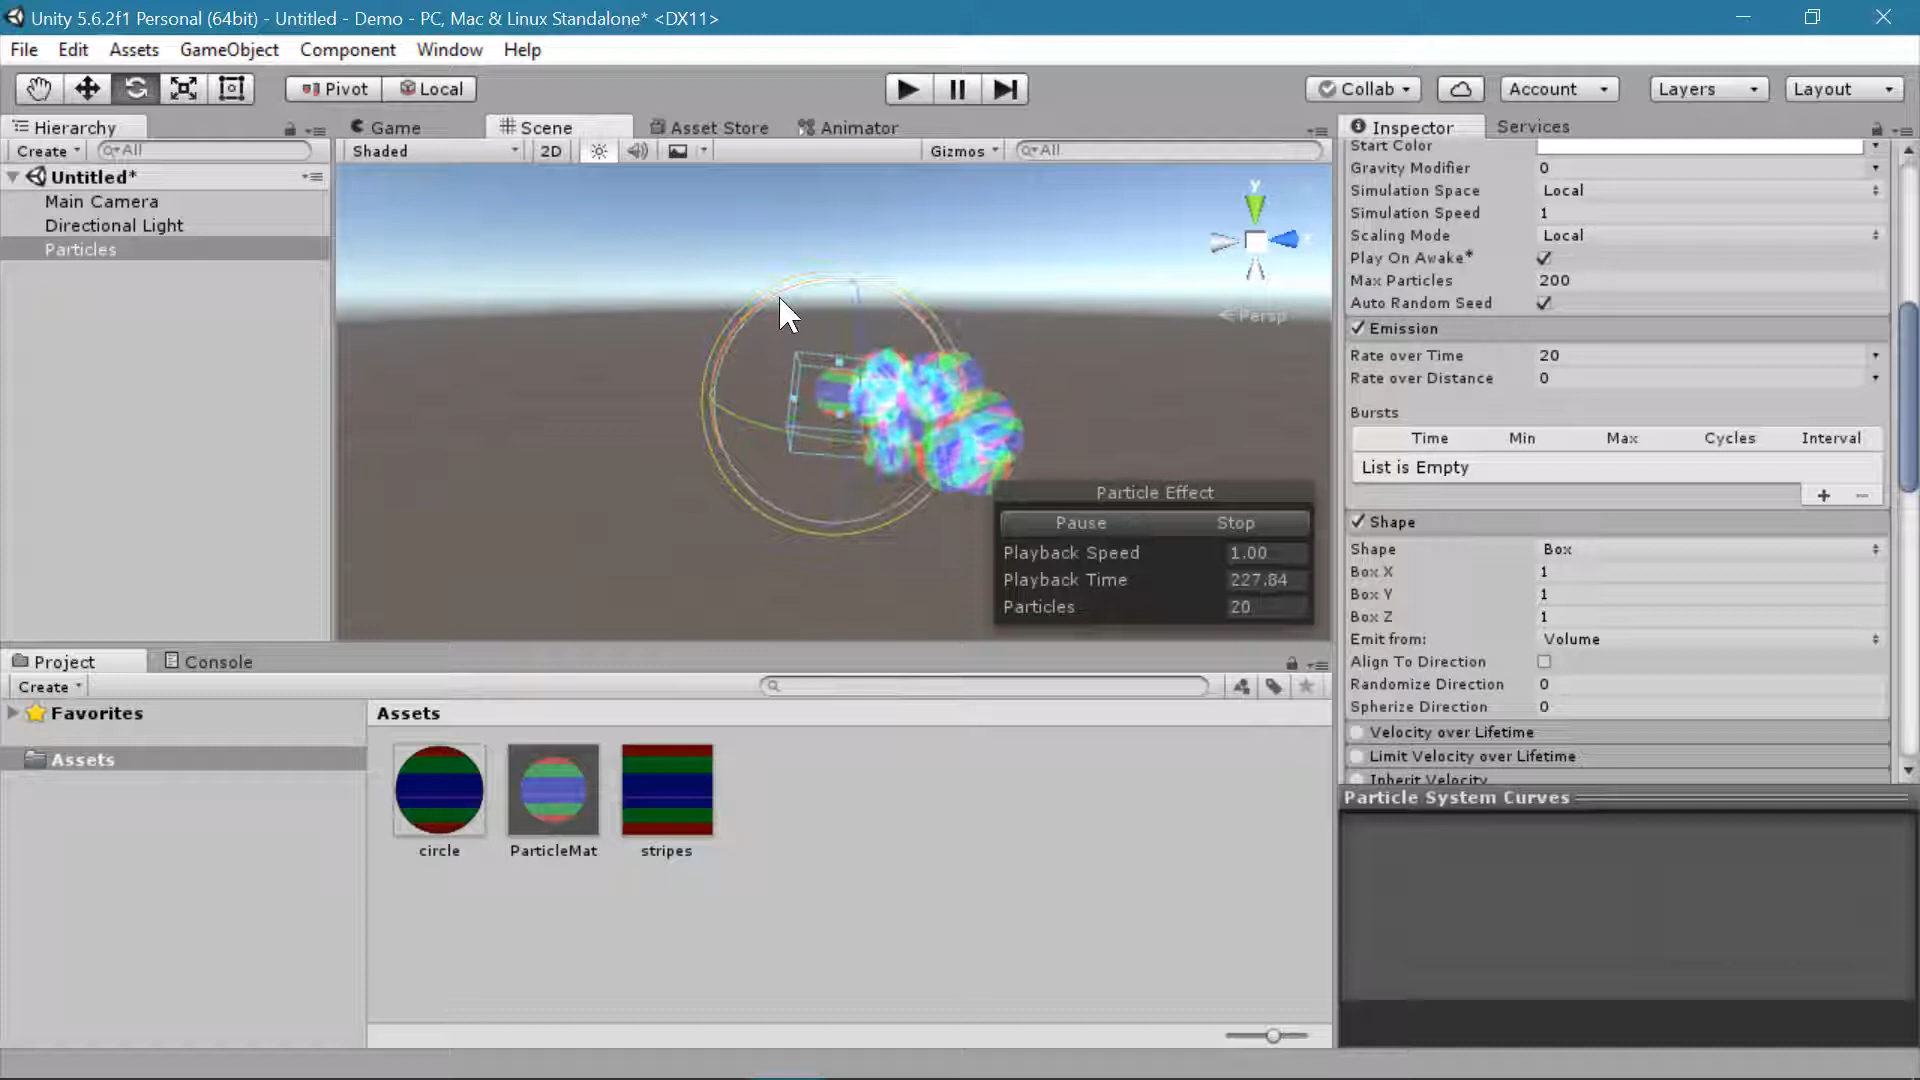 Unity 5.6.2f1 Personal (64bit) - Untitled - Demo - PC, Mac & Linux Standalone* <DX11>
File Edit Assets GameObject Component Window Help
Pivot Local Collab Account Layers Layout
Hierarchy
Create All
Untitled*
Main Camera
Directional Light
Particles
Game Scene Asset Store Animator
Shaded 2D Gizmos All
y
Persp
Particle Effect
Pause Stop
Playback Speed 1.00
Playback Time 227.84
Particles 20
Inspector Services
Start Color
Gravity Modifier 0
Simulation Space Local
Simulation Speed 1
Scaling Mode Local
Play On Awake*
Max Particles 200
Auto Random Seed
Emission
Rate over Time 20
Rate over Distance 0
Bursts
Time Min Max Cycles Interval
List is Empty
Shape
Shape Box
Box X 1
Box Y 1
Box Z 1
Emit from: Volume
Align To Direction
Randomize Direction 0
Spherize Direction 0
Velocity over Lifetime
Limit Velocity over Lifetime
Inherit Velocity
Particle System Curves
Project Console
Create
Favorites
Assets
Assets
circle ParticleMat stripes